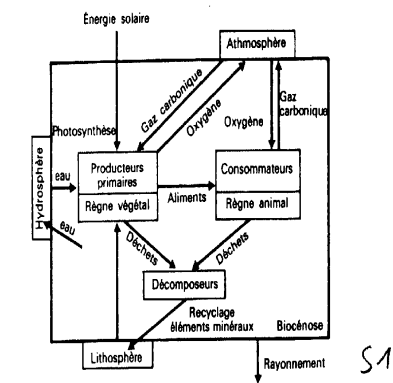 Énergie solaire
Athmosphère
Gaz carbonique
Oxygène
Oxygène
Gaz
carbonique
Photosynthèse
Hydrosphère
eau
eau
Producteurs
primaires
Règne végétal
Aliments
Consommateurs
Règne animal
Déchets
Déchets
Décomposeurs
Recyclage
éléments minéraux
Biocénose
Lithosphère
Rayonnement
S1